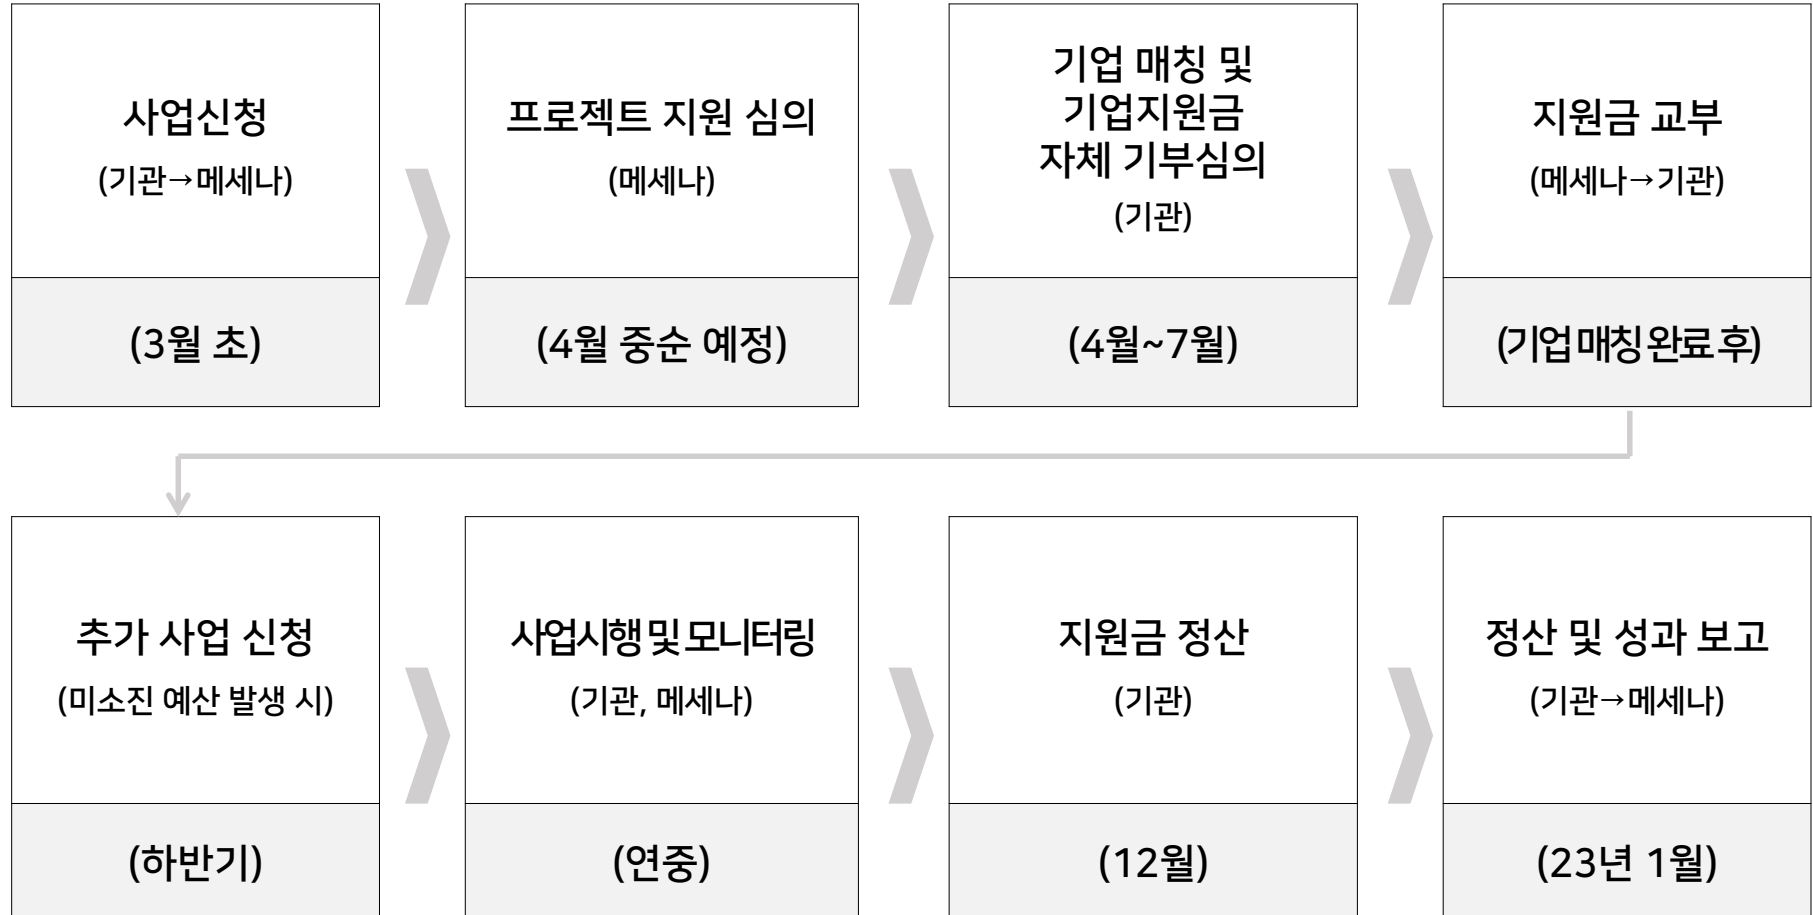 사업신청
(기관→메세나)
(3월 초)
프로젝트 지원 심의
(메세나)
(4월 중순 예정)
기업 매칭 및
기업지원금
자체 기부심의
(기관)
(4월~7월)
지원금 교부
(메세나→기관)
(기업 매칭 완료 후)
추가 사업 신청
(미소진 예산 발생 시)
(하반기)
사업시행 및 모니터링
(기관, 메세나)
(연중)
지원금 정산
(기관)
(12월)
정산 및 성과 보고
(기관→메세나)
(23년 1월)